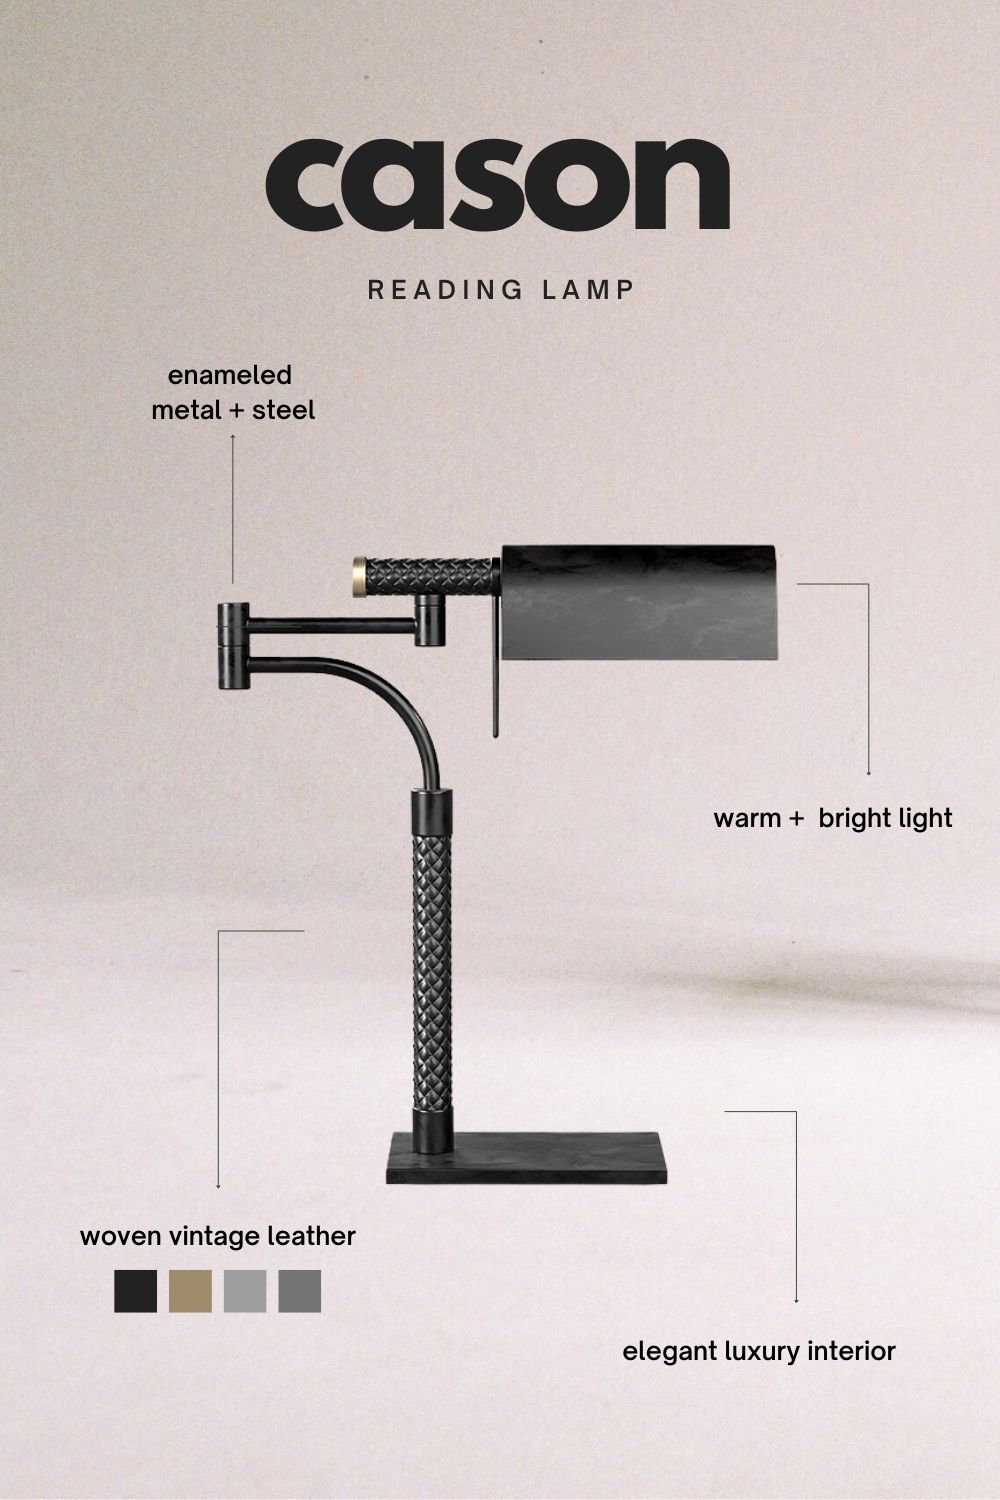 cason
READING LAMP
enameled
metal + steel
warm + bright light
woven vintage leather
elegant luxury interior